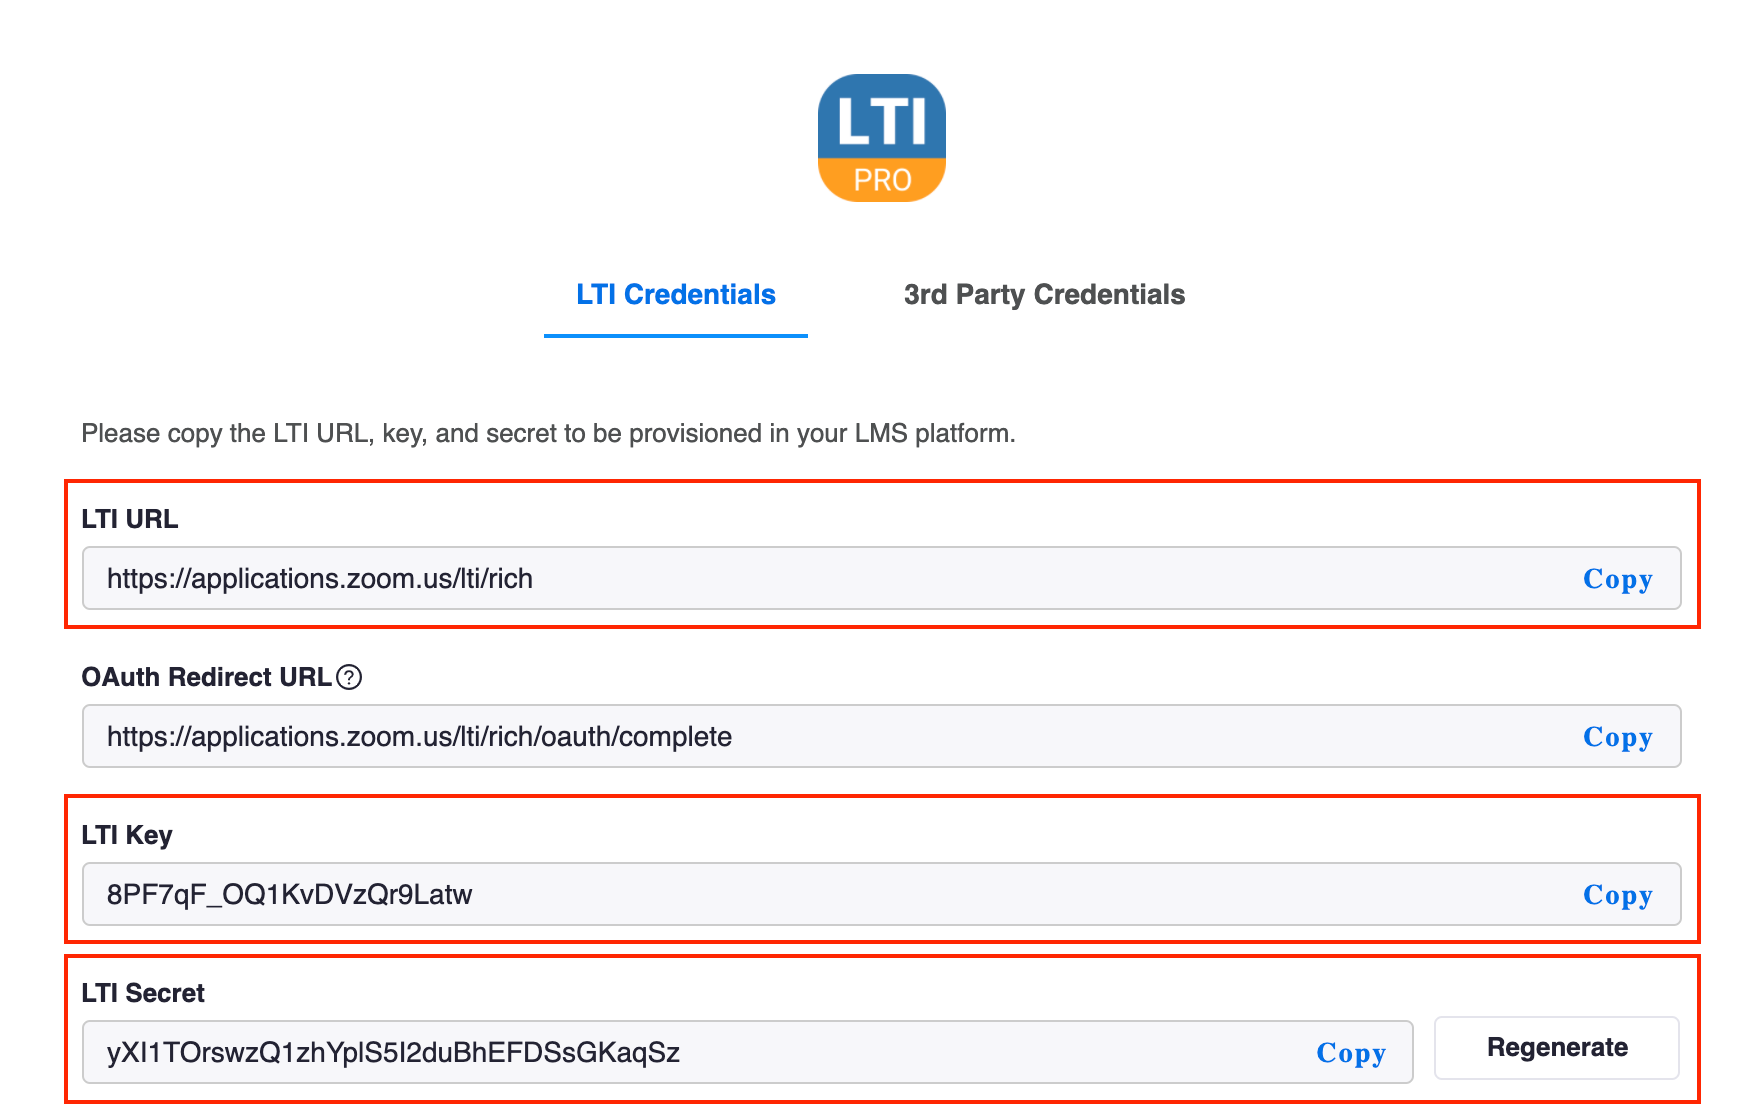 LTI
PRO
LTI Credentials
3rd Party Credentials
Please copy the LTI URL, key, and secret to be provisioned in your LMS platform.
LTI URL
https://applications.zoom.us/lti/rich
Copy
OAuth Redirect URL ?
https://applications.zoom.us/lti/rich/oauth/complete
Copy
LTI Key
8PF7qF_OQ1KvDVzQr9Latw
Copy
LTI Secret
yXI1TOrswzQ1zhYplS5I2duBhEFDSsGKaqSz
Copy
Regenerate